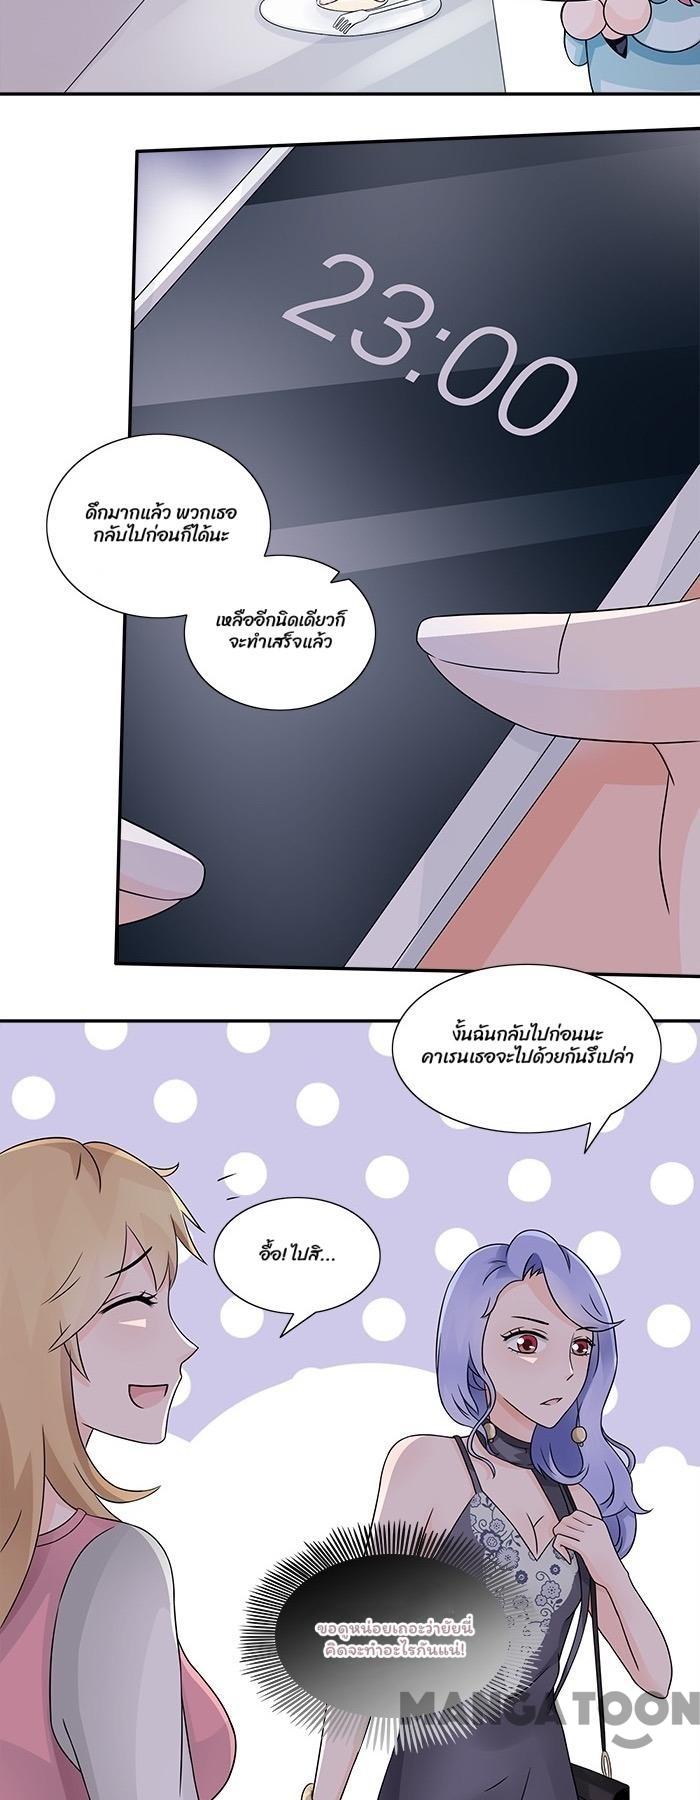 23:00
ดึกมากแล้ว พวกเธอ
กลับไปก่อนก็ได้นะ
เหลืออีกนิดเดียวก็
จะทำเสร็จแล้ว
งั้นฉันกลับไปก่อนนะ
คาเรนเธอจะไปด้วยกันรึเปล่า
อื้อ! ไปสิ...
ขอดูหน่อยเถอะว่ายัยนี่
คิดจะทำอะไรกันแน่!
MANGATOON